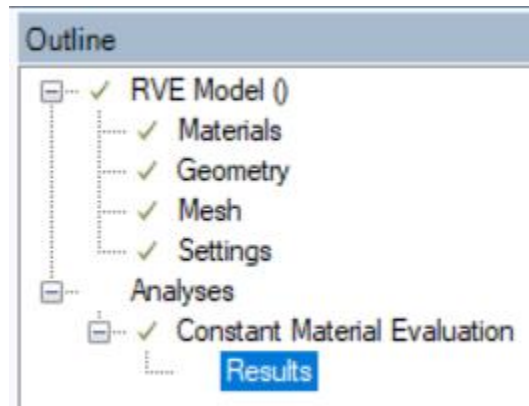 Outline
RVE Model ()
Materials
Geometry
Mesh
Settings
Analyses
Constant Material Evaluation
Results